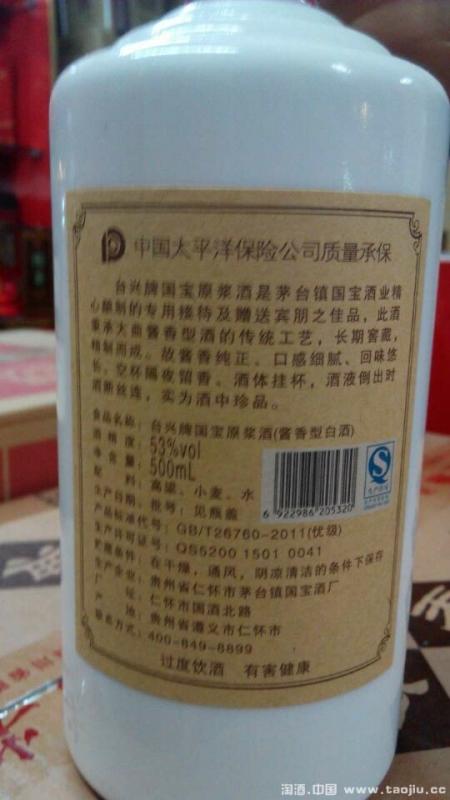 中国太平洋保险公司质量承保
台兴牌国宝原浆酒是茅台镇国宝酒业精
心酿制的专用接待及赠送宾朋之佳品，此酒
秉承大曲酱香型酒的传统工艺，长期窖藏，
精制而成。故酱香纯正、口感细腻、回味悠
长，空杯隔夜留香。酒体挂杯，酒液倒出时
酒断丝连，实为酒中珍品。
食品名称：台兴牌国宝原浆酒(酱香型白酒)
酒精度：53%vol
净含量：500mL
配料：高粱、小麦、水
生产日期、批号：见瓶盖
产品标准代号：GB/T26760-2011(优级)
生产许可证号：QS5200 1501 0041
贮藏条件：在干燥，通风，阴凉清洁的条件下保存
生产企业：贵州省仁怀市茅台镇国宝酒厂
厂址：仁怀市国酒北路
产地：贵州省遵义市仁怀市
联系方式：400-849-8899
过度饮酒 有害健康
6 922986 205320
QS
淘酒.中国 www.taojiu.cc